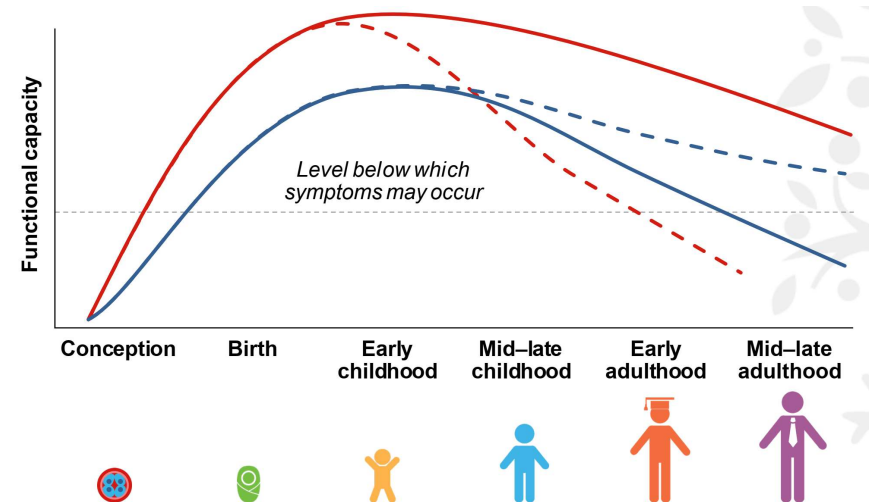 Functional capacity
Level below which
symptoms may occur
Conception
Birth
Early
childhood
Mid–late
childhood
Early
adulthood
Mid–late
adulthood